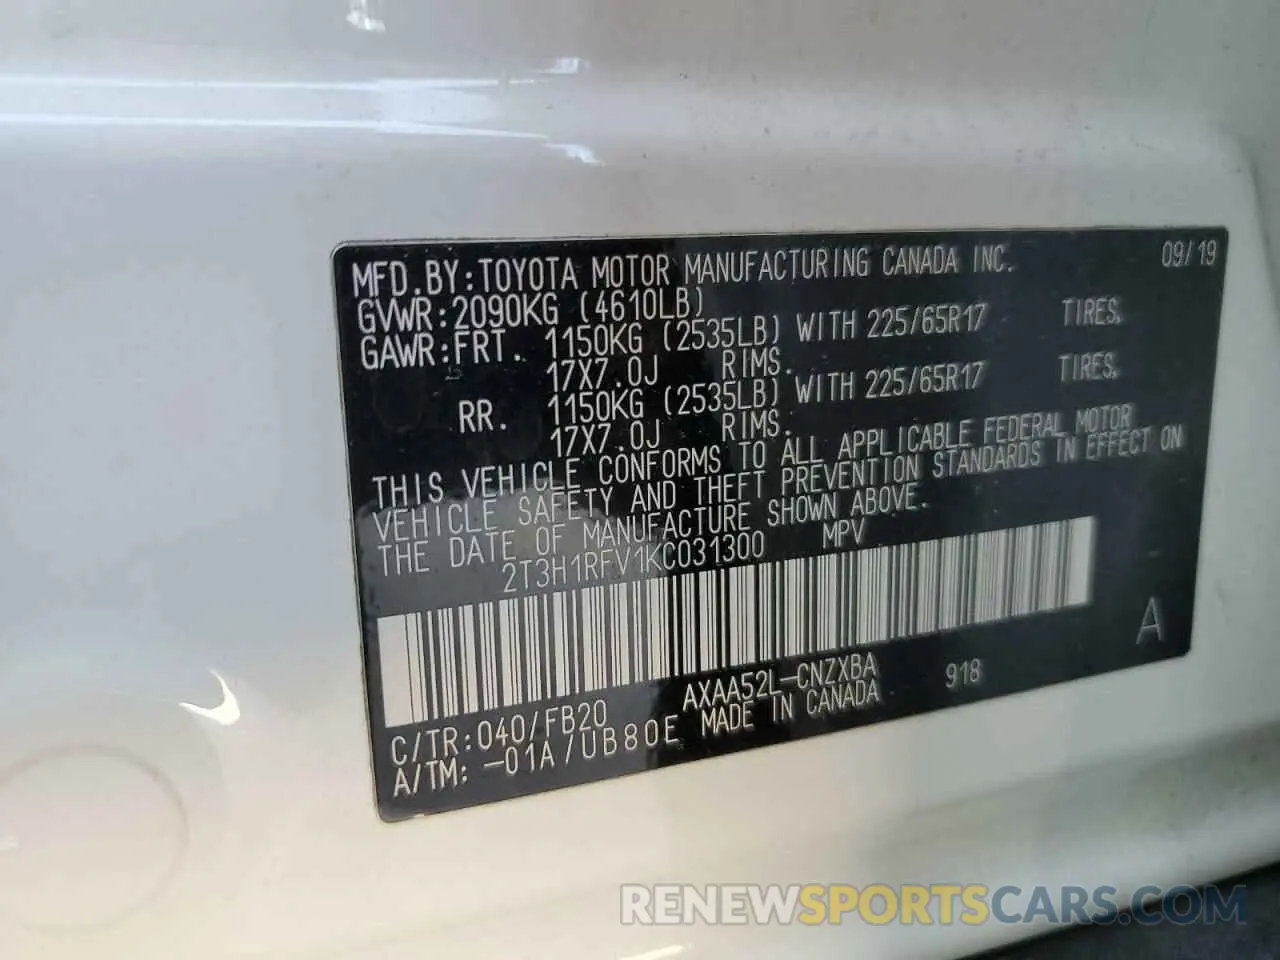 MFD.BY:TOYOTA MOTOR MANUFACTURING CANADA INC. 09/19
GVWR:2090KG (4610LB)
GAWR:FRT. 1150KG (2535LB) WITH 225/65R17 TIRES,
17X7.0J RIMS.
RR. 1150KG (2535LB) WITH 225/65R17 TIRES,
17X7.0J RIMS.
THIS VEHICLE CONFORMS TO ALL APPLICABLE FEDERAL MOTOR
VEHICLE SAFETY AND THEFT PREVENTION STANDARDS IN EFFECT ON
THE DATE OF MANUFACTURE SHOWN ABOVE.
2T3H1RFV1KC031300 MPV
A
AXAA52L-CNZXBA 918
C/TR:040/FB20 MADE IN CANADA
A/TM: -01A/UB80E
RENEWSPORTSCARS.COM